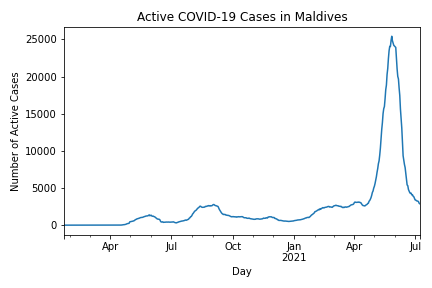 Active COVID-19 Cases in Maldives
Number of Active Cases
25000
20000
15000
10000
5000
0
Apr
Jul
Oct
Jan
2021
Apr
Jul
Day